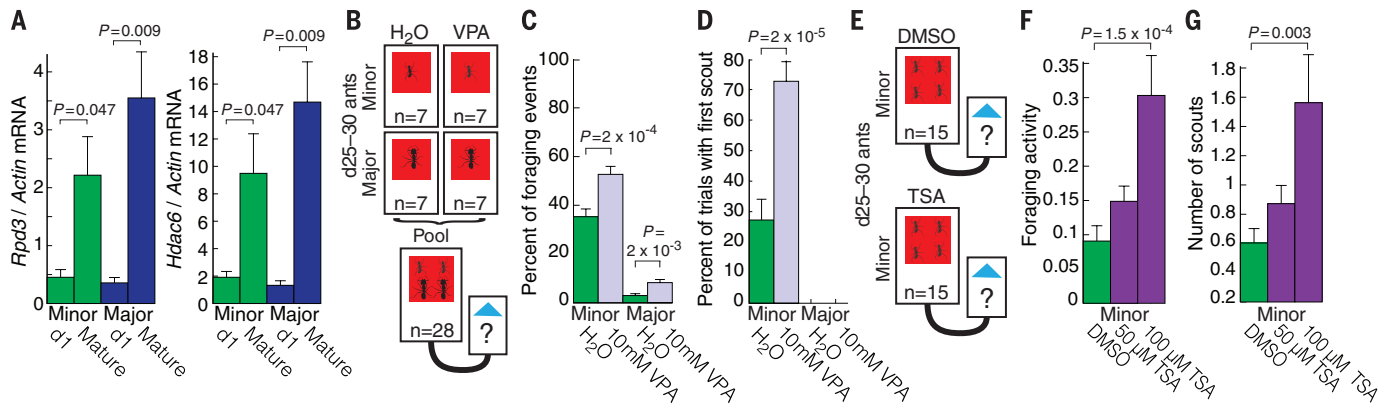 A
Rpd3 / Actin mRNA
4
3
2
1
0
P=0.047
P=0.009
Minor Major
d1
Mature
d1
Mature
Hdac6 / Actin mRNA
18
16
14
12
10
8
6
4
2
0
P=0.047
P=0.009
Minor Major
d1
Mature
d1
Mature
B
H2O VPA
d25–30 ants
Minor
Major
n=7
n=7
n=7
n=7
Pool
n=28
?
C
Percent of foraging events
100
80
60
40
20
0
P=2 x 10-4
P=
2 x 10-3
Minor Major
H2O
10mM VPA
H2O
10mM VPA
D
Percent of trials with first scout
80
70
60
50
40
30
20
10
0
P=2 x 10-5
Minor Major
H2O
10mM VPA
H2O
10mM VPA
E
d25–30 ants
DMSO
Minor
n=15
?
TSA
Minor
n=15
?
F
Foraging activity
0.35
0.3
0.25
0.2
0.15
0.1
0.05
0
P=1.5 x 10-4
Minor
DMSO
50 µM TSA
100 µM TSA
G
Number of scouts
1.8
1.6
1.4
1.2
1
0.8
0.6
0.4
0.2
P=0.003
Minor
DMSO
50 µM TSA
100 µM TSA